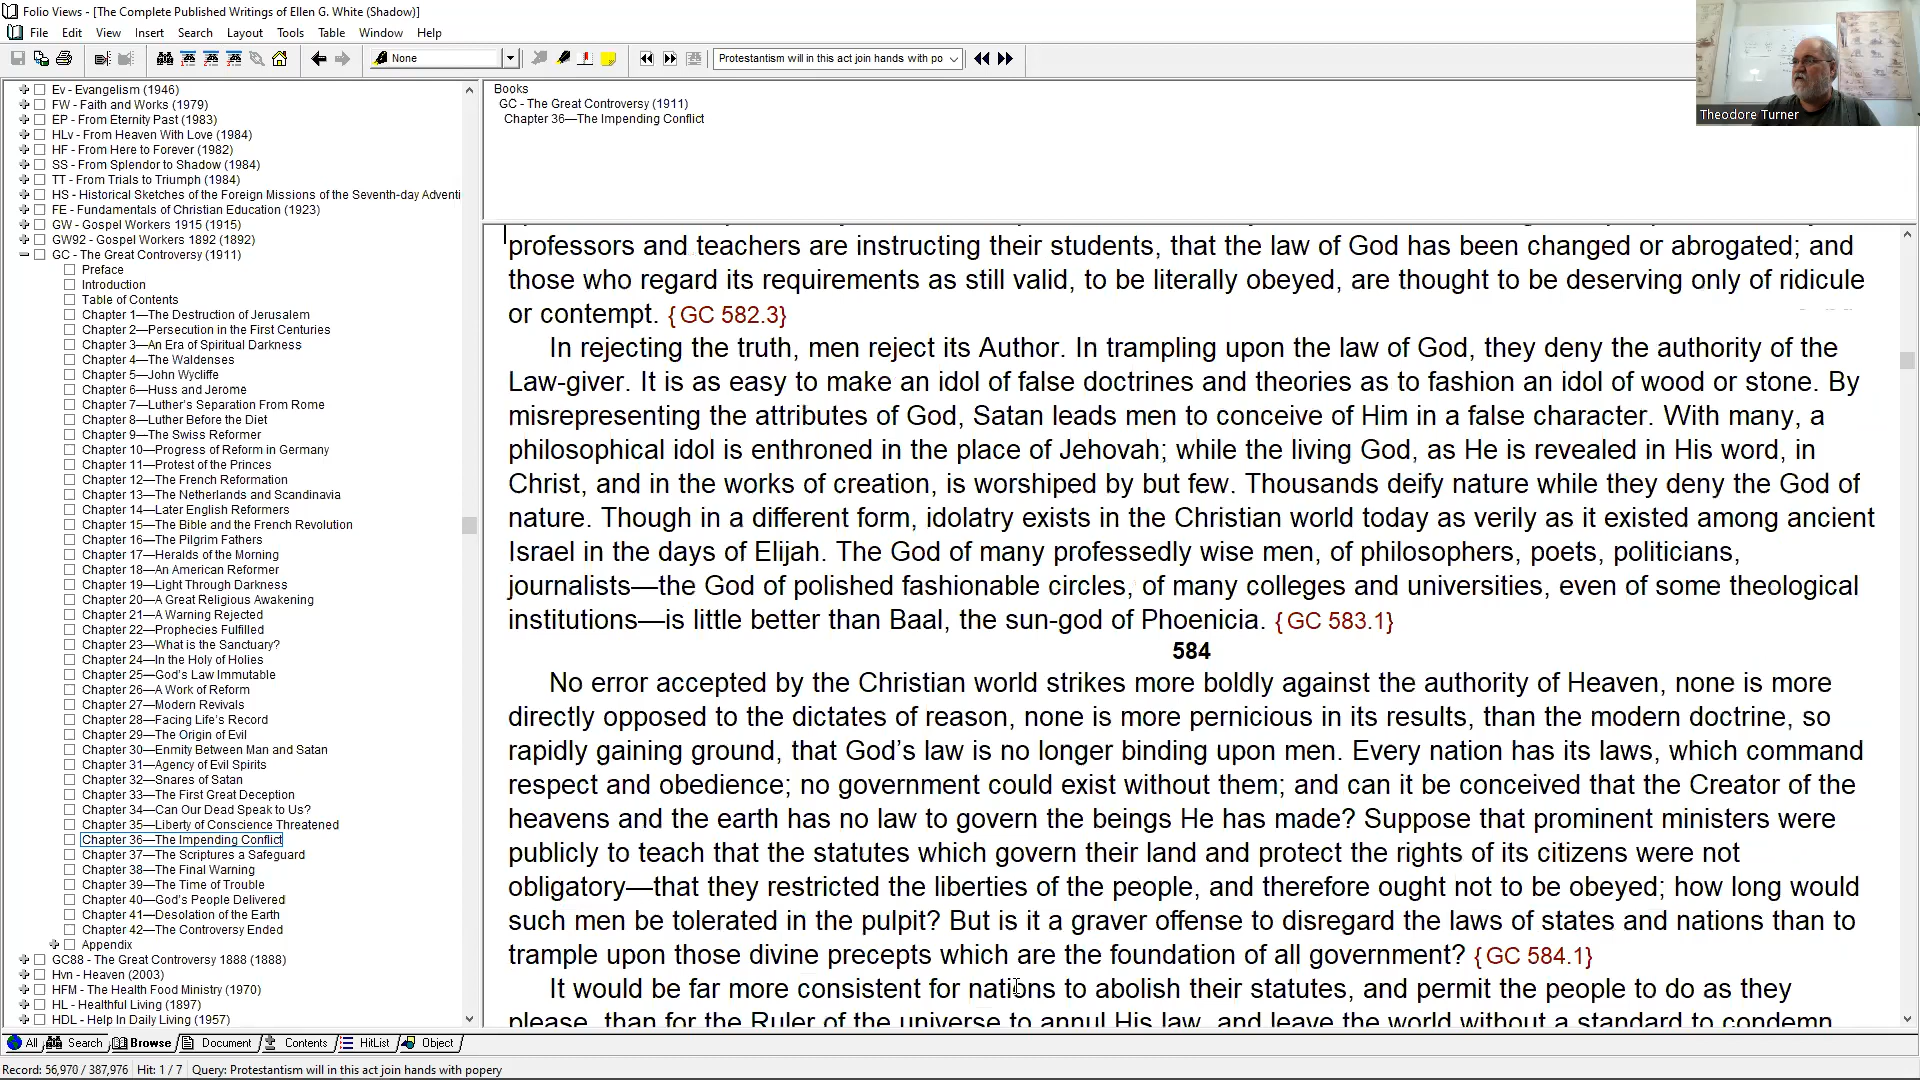 Folio Views - [The Complete Published Writings of Ellen G. White (Shadow)]
File Edit View Insert Search Layout Tools Table Window Help
None
Protestantism will in this act join hands with po
Ev - Evangelism (1946)
FW - Faith and Works (1979)
EP - From Eternity Past (1983)
HLv - From Heaven With Love (1984)
HF - From Here to Forever (1982)
SS - From Splendor to Shadow (1984)
TT - From Trials to Triumph (1984)
HS - Historical Sketches of the Foreign Missions of the Seventh-day Adventi
FE - Fundamentals of Christian Education (1923)
GW - Gospel Workers 1915 (1915)
GW92 - Gospel Workers 1892 (1892)
GC - The Great Controversy (1911)
Preface
Introduction
Table of Contents
Chapter 1—The Destruction of Jerusalem
Chapter 2—Persecution in the First Centuries
Chapter 3—An Era of Spiritual Darkness
Chapter 4—The Waldenses
Chapter 5—John Wycliffe
Chapter 6—Huss and Jerome
Chapter 7—Luther's Separation From Rome
Chapter 8—Luther Before the Diet
Chapter 9—The Swiss Reformer
Chapter 10—Progress of Reform in Germany
Chapter 11—Protest of the Princes
Chapter 12—The French Reformation
Chapter 13—The Netherlands and Scandinavia
Chapter 14—Later English Reformers
Chapter 15—The Bible and the French Revolution
Chapter 16—The Pilgrim Fathers
Chapter 17—Heralds of the Morning
Chapter 18—An American Reformer
Chapter 19—Light Through Darkness
Chapter 20—A Great Religious Awakening
Chapter 21—A Warning Rejected
Chapter 22—Prophecies Fulfilled
Chapter 23—What is the Sanctuary?
Chapter 24—In the Holy of Holies
Chapter 25—God's Law Immutable
Chapter 26—A Work of Reform
Chapter 27—Modern Revivals
Chapter 28—Facing Life's Record
Chapter 29—The Origin of Evil
Chapter 30—Enmity Between Man and Satan
Chapter 31—Agency of Evil Spirits
Chapter 32—Snares of Satan
Chapter 33—The First Great Deception
Chapter 34—Can Our Dead Speak to Us?
Chapter 35—Liberty of Conscience Threatened
Chapter 36—The Impending Conflict
Chapter 37—The Scriptures a Safeguard
Chapter 38—The Final Warning
Chapter 39—The Time of Trouble
Chapter 40—God's People Delivered
Chapter 41—Desolation of the Earth
Chapter 42—The Controversy Ended
Appendix
GC88 - The Great Controversy 1888 (1888)
Hvn - Heaven (2003)
HFM - The Health Food Ministry (1970)
HL - Healthful Living (1897)
HDL - Help In Daily Living (1957)
Books
GC - The Great Controversy (1911)
Chapter 36—The Impending Conflict
Theodore Turner
professors and teachers are instructing their students, that the law of God has been changed or abrogated; and
those who regard its requirements as still valid, to be literally obeyed, are thought to be deserving only of ridicule
or contempt. {GC 582.3}
In rejecting the truth, men reject its Author. In trampling upon the law of God, they deny the authority of the
Law-giver. It is as easy to make an idol of false doctrines and theories as to fashion an idol of wood or stone. By
misrepresenting the attributes of God, Satan leads men to conceive of Him in a false character. With many, a
philosophical idol is enthroned in the place of Jehovah; while the living God, as He is revealed in His word, in
Christ, and in the works of creation, is worshiped by but few. Thousands deify nature while they deny the God of
nature. Though in a different form, idolatry exists in the Christian world today as verily as it existed among ancient
Israel in the days of Elijah. The God of many professedly wise men, of philosophers, poets, politicians,
journalists—the God of polished fashionable circles, of many colleges and universities, even of some theological
institutions—is little better than Baal, the sun-god of Phoenicia. {GC 583.1}
584
No error accepted by the Christian world strikes more boldly against the authority of Heaven, none is more
directly opposed to the dictates of reason, none is more pernicious in its results, than the modern doctrine, so
rapidly gaining ground, that God's law is no longer binding upon men. Every nation has its laws, which command
respect and obedience; no government could exist without them; and can it be conceived that the Creator of the
heavens and the earth has no law to govern the beings He has made? Suppose that prominent ministers were
publicly to teach that the statutes which govern their land and protect the rights of its citizens were not
obligatory—that they restricted the liberties of the people, and therefore ought not to be obeyed; how long would
such men be tolerated in the pulpit? But is it a graver offense to disregard the laws of states and nations than to
trample upon those divine precepts which are the foundation of all government? {GC 584.1}
It would be far more consistent for nations to abolish their statutes, and permit the people to do as they
please, than for the Ruler of the universe to annul His law, and leave the world without a standard to condemn
All Search Browse Document Contents HitList Object
Record: 56,970 / 387,976 Hit: 1 / 7 Query: Protestantism will in this act join hands with popery